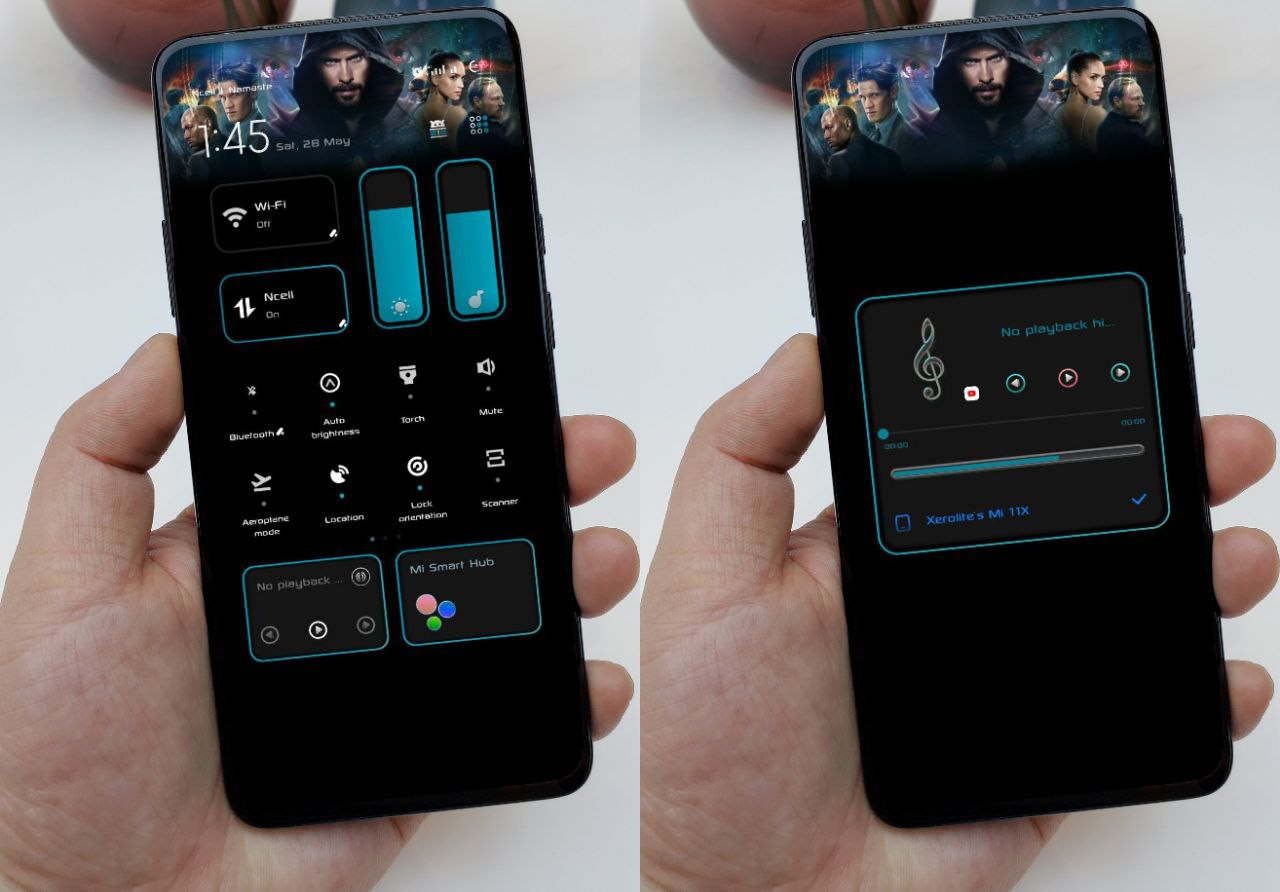 Ncell | Namaste
1:45 Sat, 28 May
Wi-Fi
Off
Ncell
On
Bluetooth
Auto
brightness
Torch
Mute
Aeroplane
mode
Location
Lock
orientation
Scanner
No playback ...
Mi Smart Hub
No playback hi...
00:00
00:00
Xerolite's Mi 11X